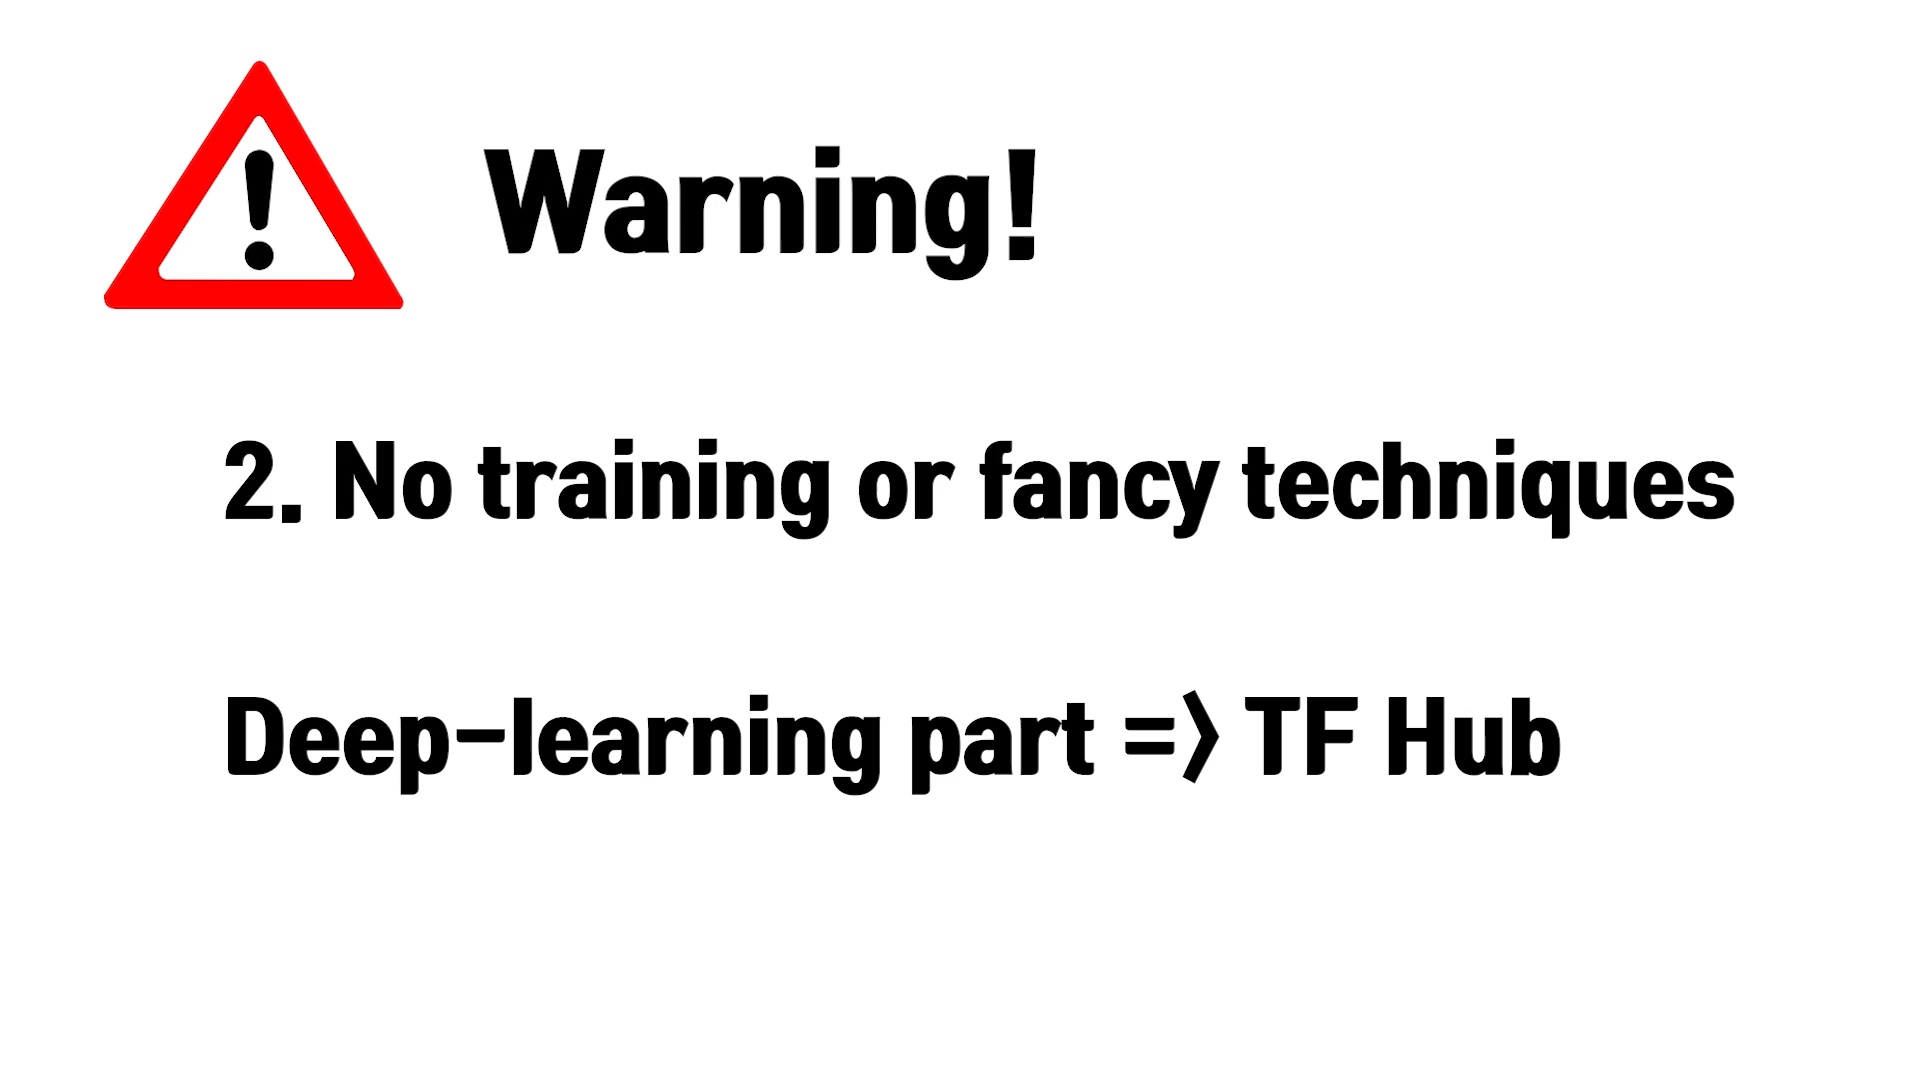 Warning!
2. No training or fancy techniques
Deep-learning part => TF Hub